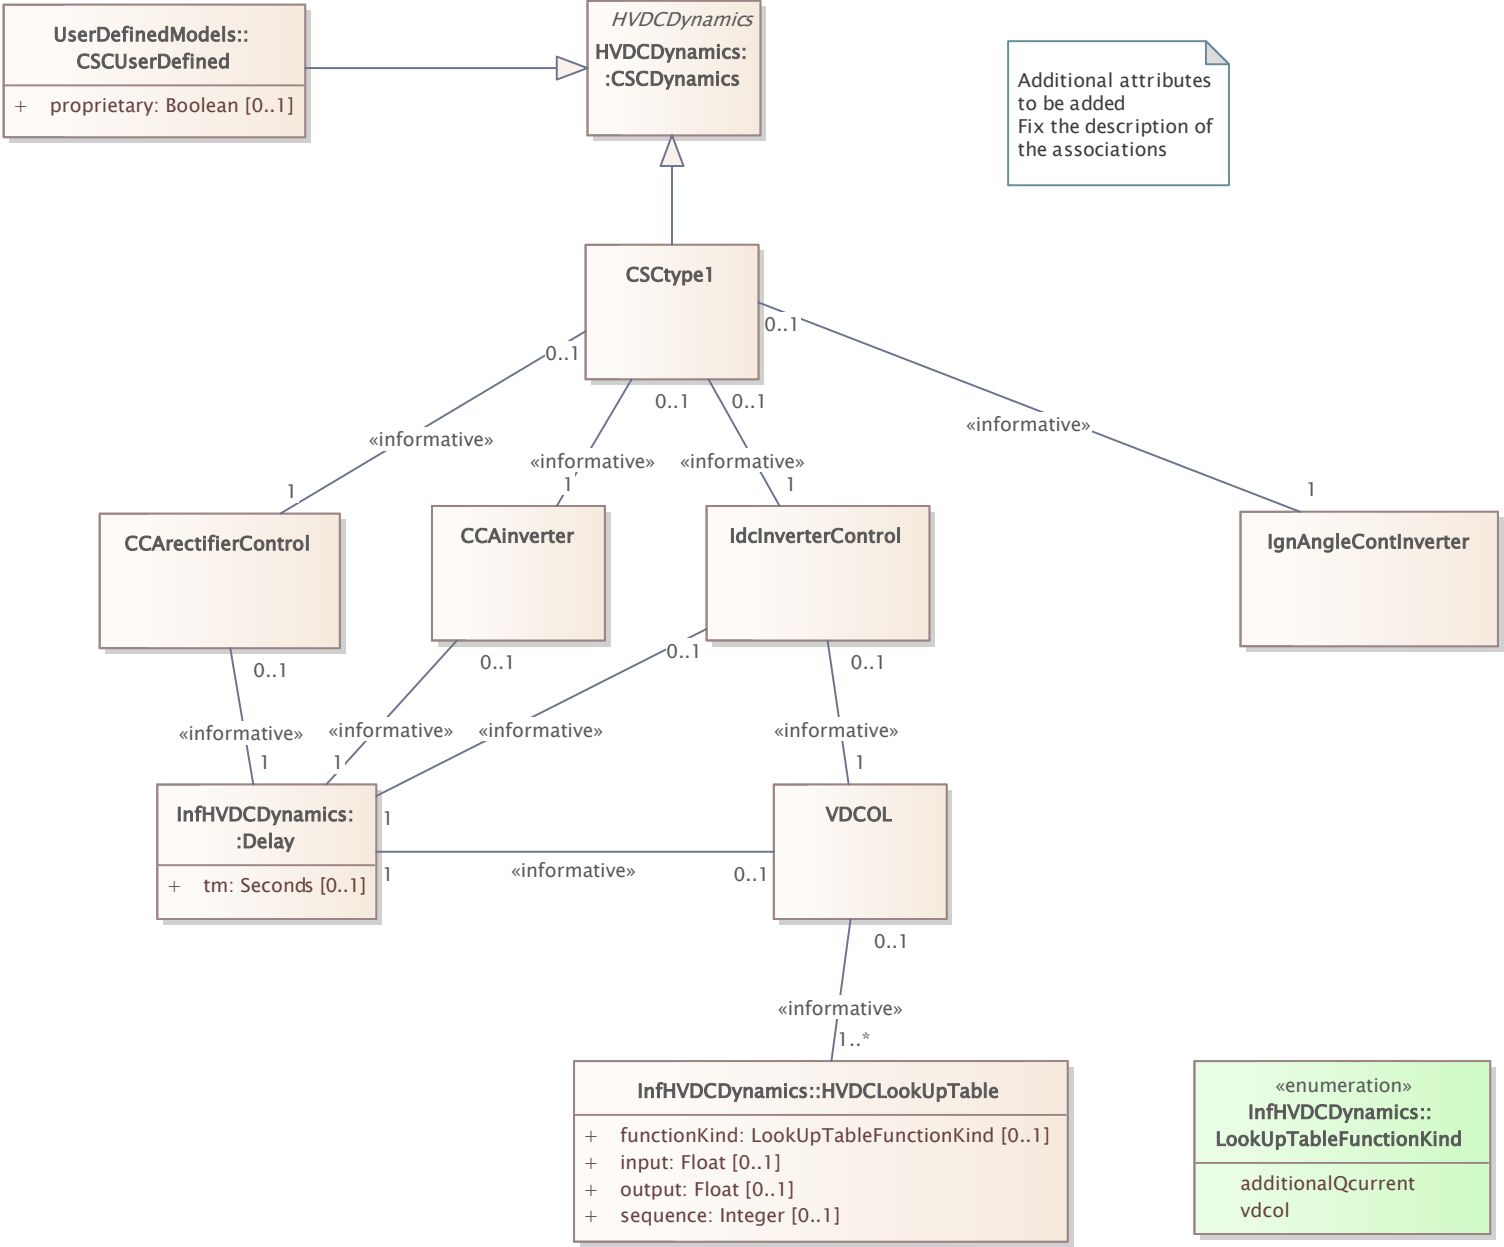 UserDefinedModels::
CSCUserDefined
+ proprietary: Boolean [0..1]
HVDCDynamics
HVDCDynamics:
:CSCDynamics
Additional attributes
to be added
Fix the description of
the associations
CSCtype1
0..1
0..1
0..1
0..1
«informative»
«informative»
«informative»
«informative»
1
1
1
1
CCArectifierControl
CCAinverter
IdcInverterControl
IgnAngleContInverter
0..1
0..1
0..1
0..1
«informative»
«informative»
«informative»
«informative»
1
1
1
1
InfHVDCDynamics:
:Delay
+ tm: Seconds [0..1]
VDCOL
1
«informative»
0..1
0..1
«informative»
1..*
InfHVDCDynamics::HVDCLookUpTable
+ functionKind: LookUpTableFunctionKind [0..1]
+ input: Float [0..1]
+ output: Float [0..1]
+ sequence: Integer [0..1]
«enumeration»
InfHVDCDynamics::
LookUpTableFunctionKind
additionalQcurrent
vdcol